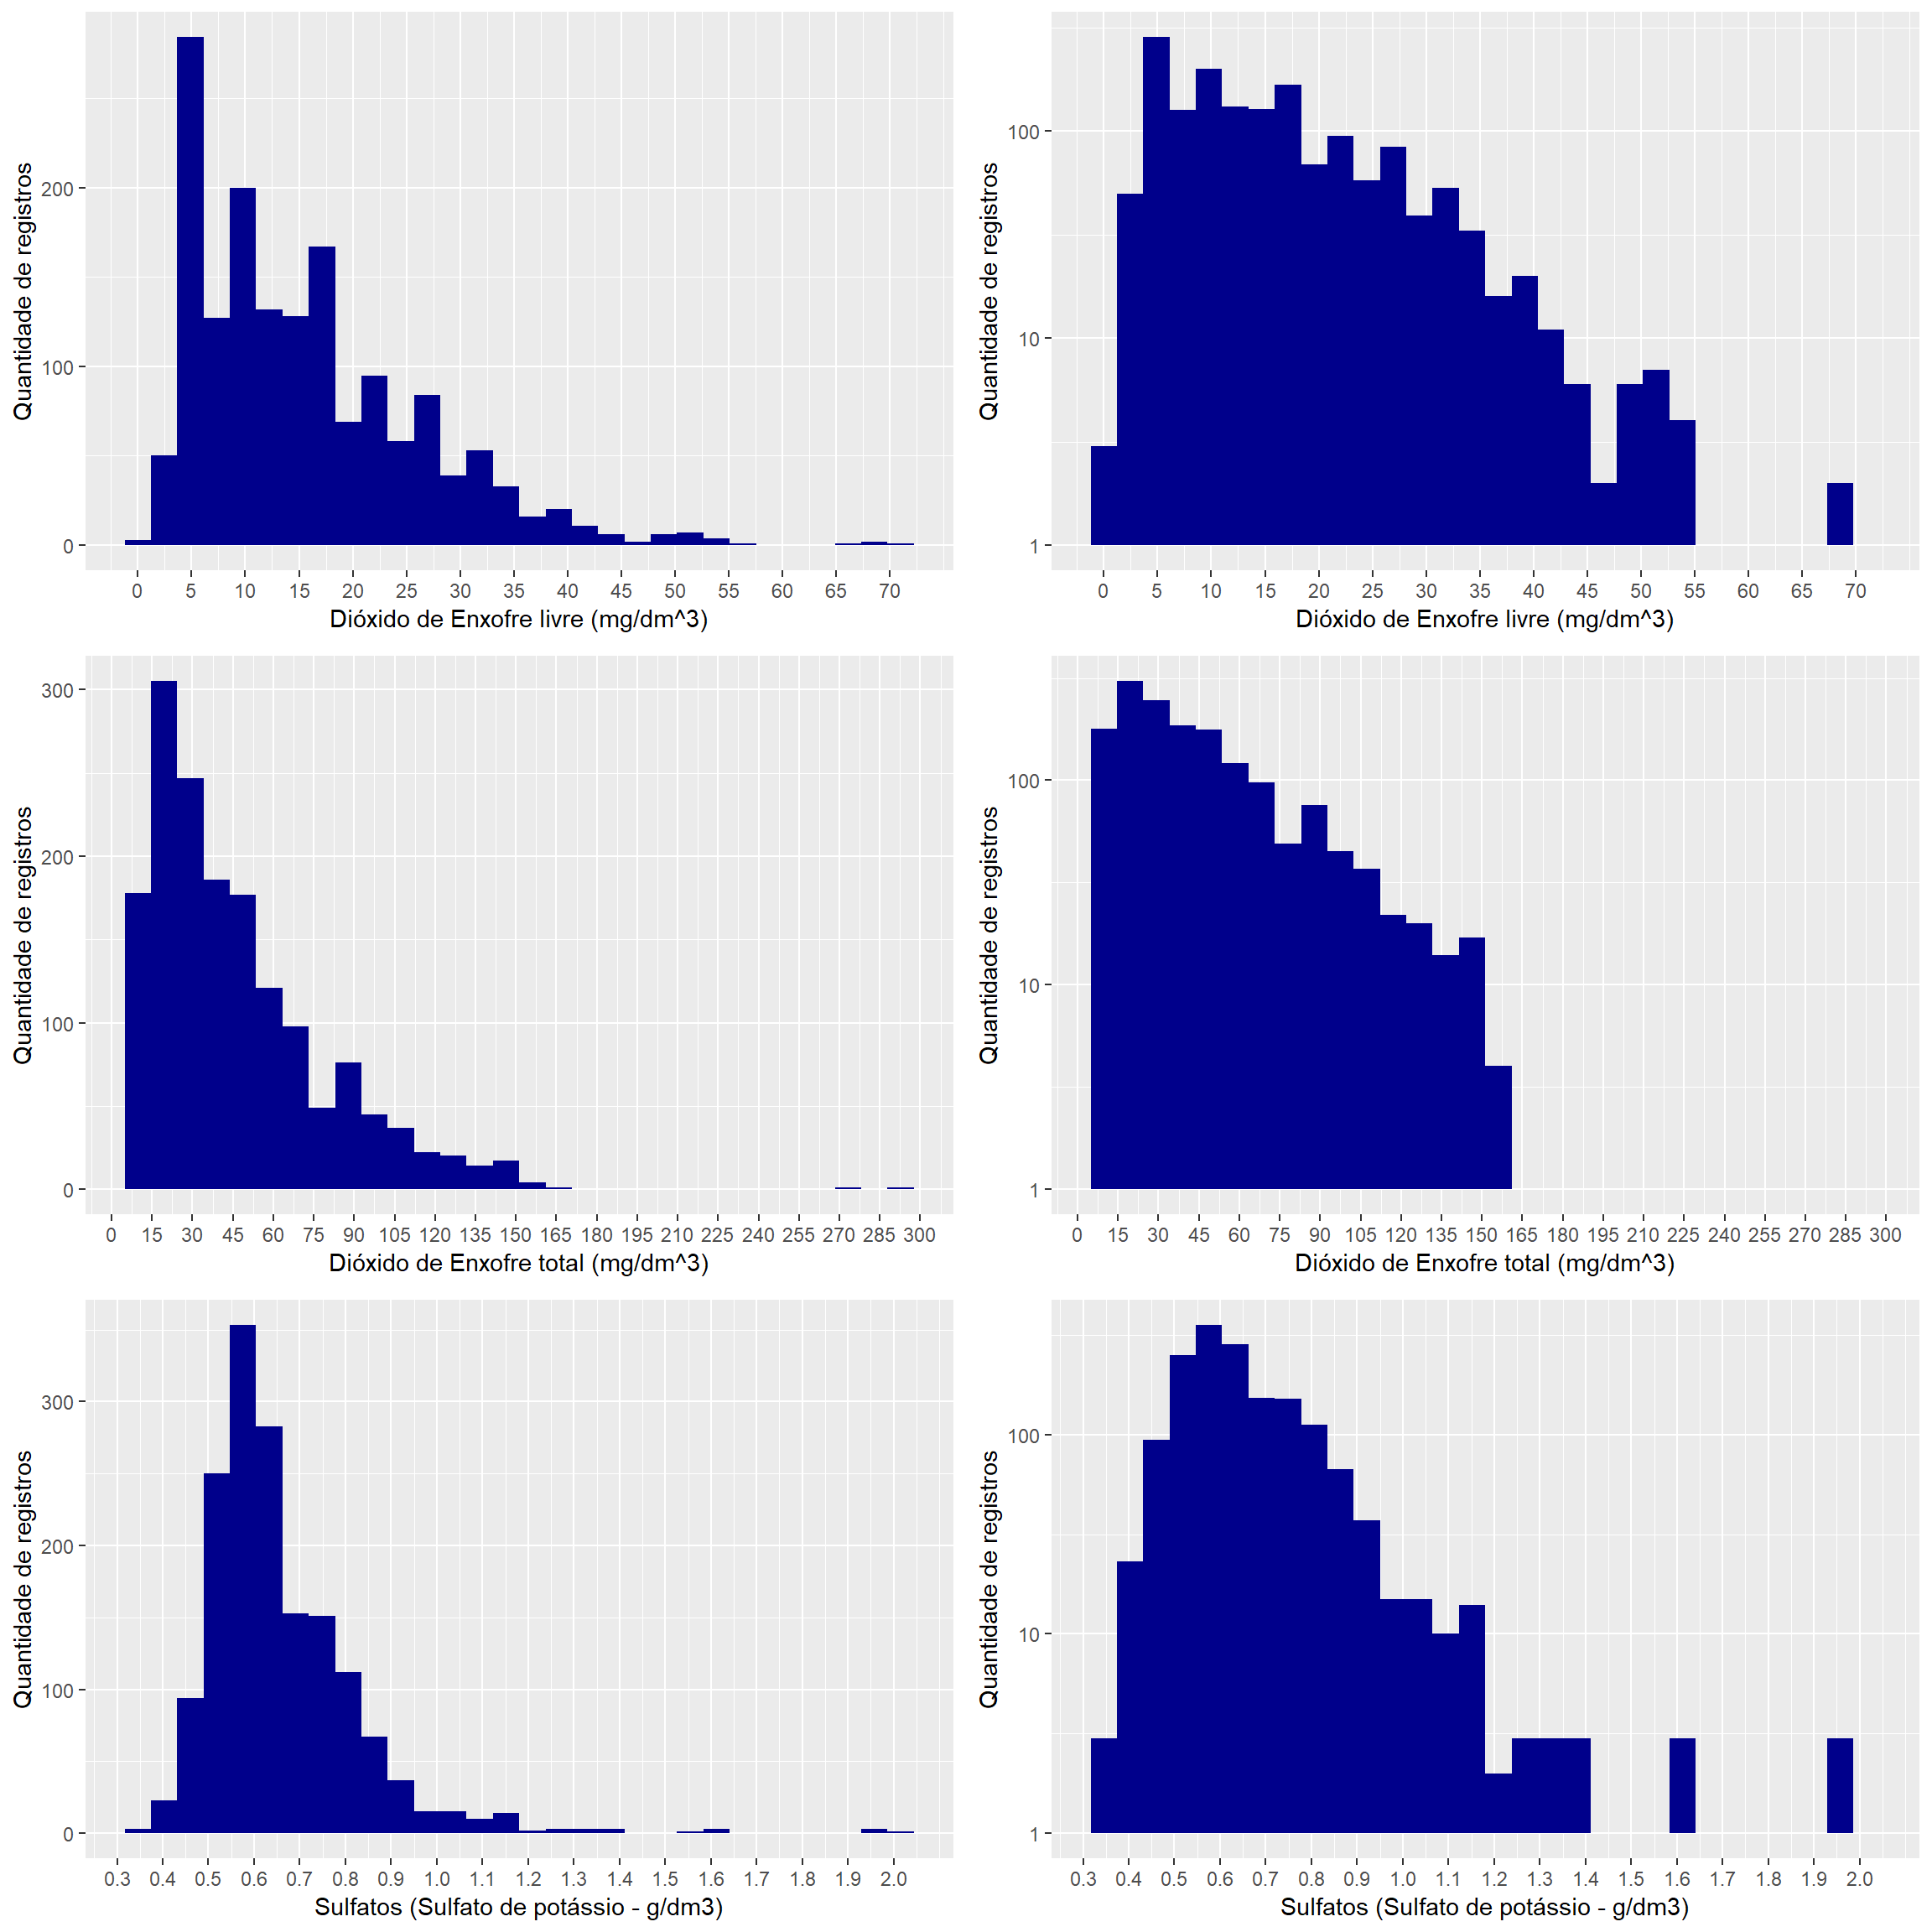 Quantidade de registros
200
100
0
0 5 10 15 20 25 30 35 40 45 50 55 60 65 70
Dióxido de Enxofre livre (mg/dm^3)
Quantidade de registros
100
10
1
0 5 10 15 20 25 30 35 40 45 50 55 60 65 70
Dióxido de Enxofre livre (mg/dm^3)
Quantidade de registros
300
200
100
0
0 15 30 45 60 75 90 105 120 135 150 165 180 195 210 225 240 255 270 285 300
Dióxido de Enxofre total (mg/dm^3)
Quantidade de registros
100
10
1
0 15 30 45 60 75 90 105 120 135 150 165 180 195 210 225 240 255 270 285 300
Dióxido de Enxofre total (mg/dm^3)
Quantidade de registros
300
200
100
0
0.3 0.4 0.5 0.6 0.7 0.8 0.9 1.0 1.1 1.2 1.3 1.4 1.5 1.6 1.7 1.8 1.9 2.0
Sulfatos (Sulfato de potássio - g/dm3)
Quantidade de registros
100
10
1
0.3 0.4 0.5 0.6 0.7 0.8 0.9 1.0 1.1 1.2 1.3 1.4 1.5 1.6 1.7 1.8 1.9 2.0
Sulfatos (Sulfato de potássio - g/dm3)